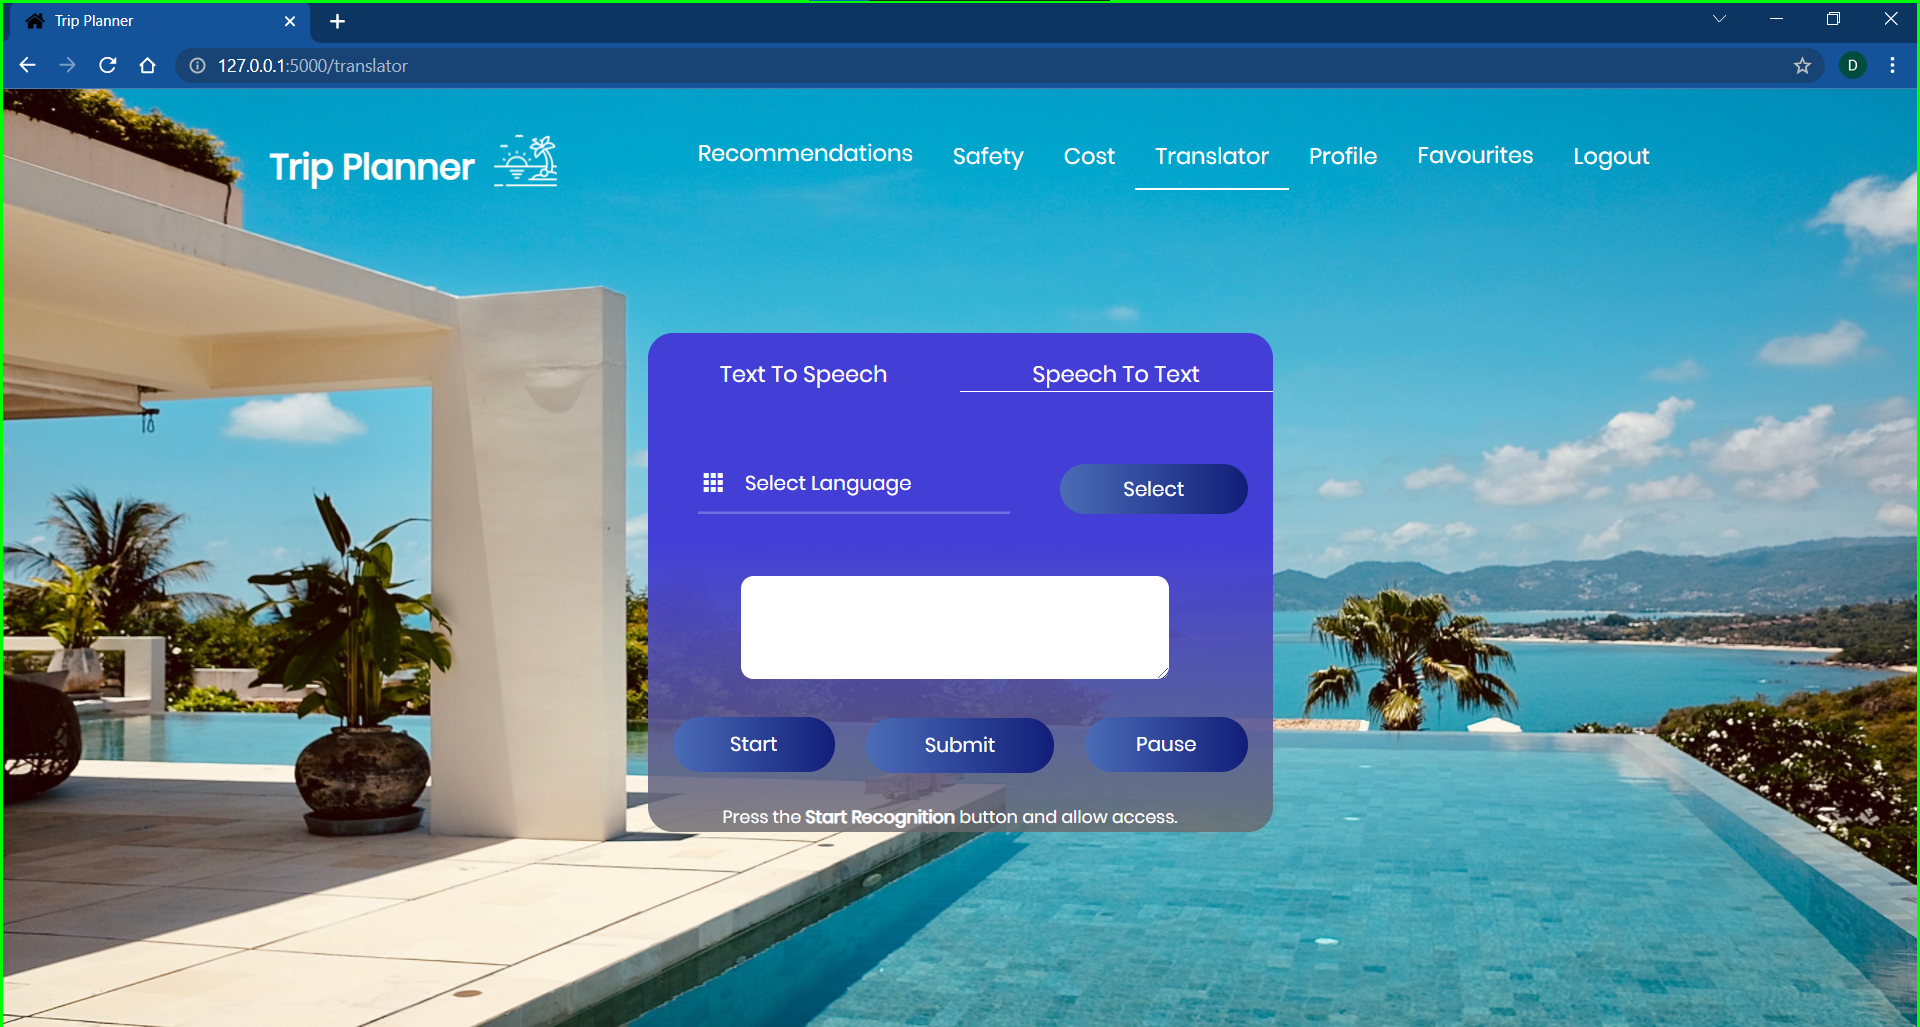 Trip Planner
127.0.0.1:5000/translator
D
Trip Planner
Recommendations Safety Cost Translator Profile Favourites Logout
Text To Speech Speech To Text
Select Language Select
Start Submit Pause
Press the Start Recognition button and allow access.